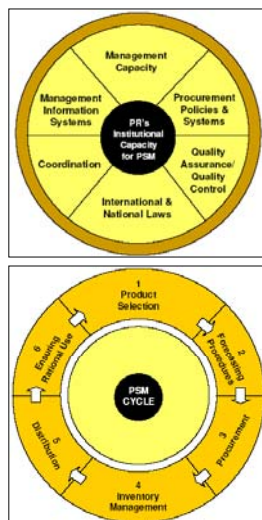 Management
Capacity
Management
Information
Systems
Procurement
Policies &
Systems
PR's
Institutional
Capacity
for PSM
Coordination
Quality
Assurance/
Quality
Control
International &
National Laws
1
Product
Selection
2
Forecasting
Procedures
3
Procurement
4
Inventory
Management
5
Distribution
6
Ensuring
Rational Use
PSM
CYCLE